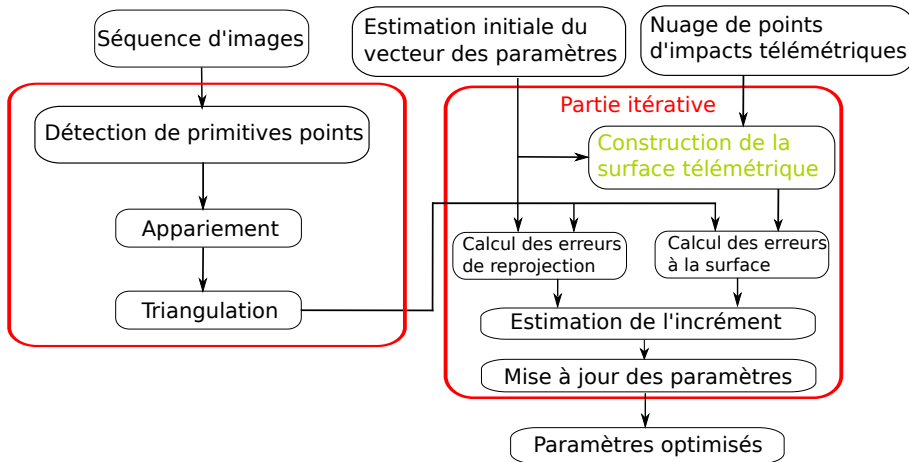 Séquence d'images
Estimation initiale du
vecteur des paramètres
Nuage de points
d'impacts télémétriques
Détection de primitives points
Appariement
Triangulation
Partie itérative
Construction de la
surface télémétrique
Calcul des erreurs
de reprojection
Calcul des erreurs
à la surface
Estimation de l'incrément
Mise à jour des paramètres
Paramètres optimisés